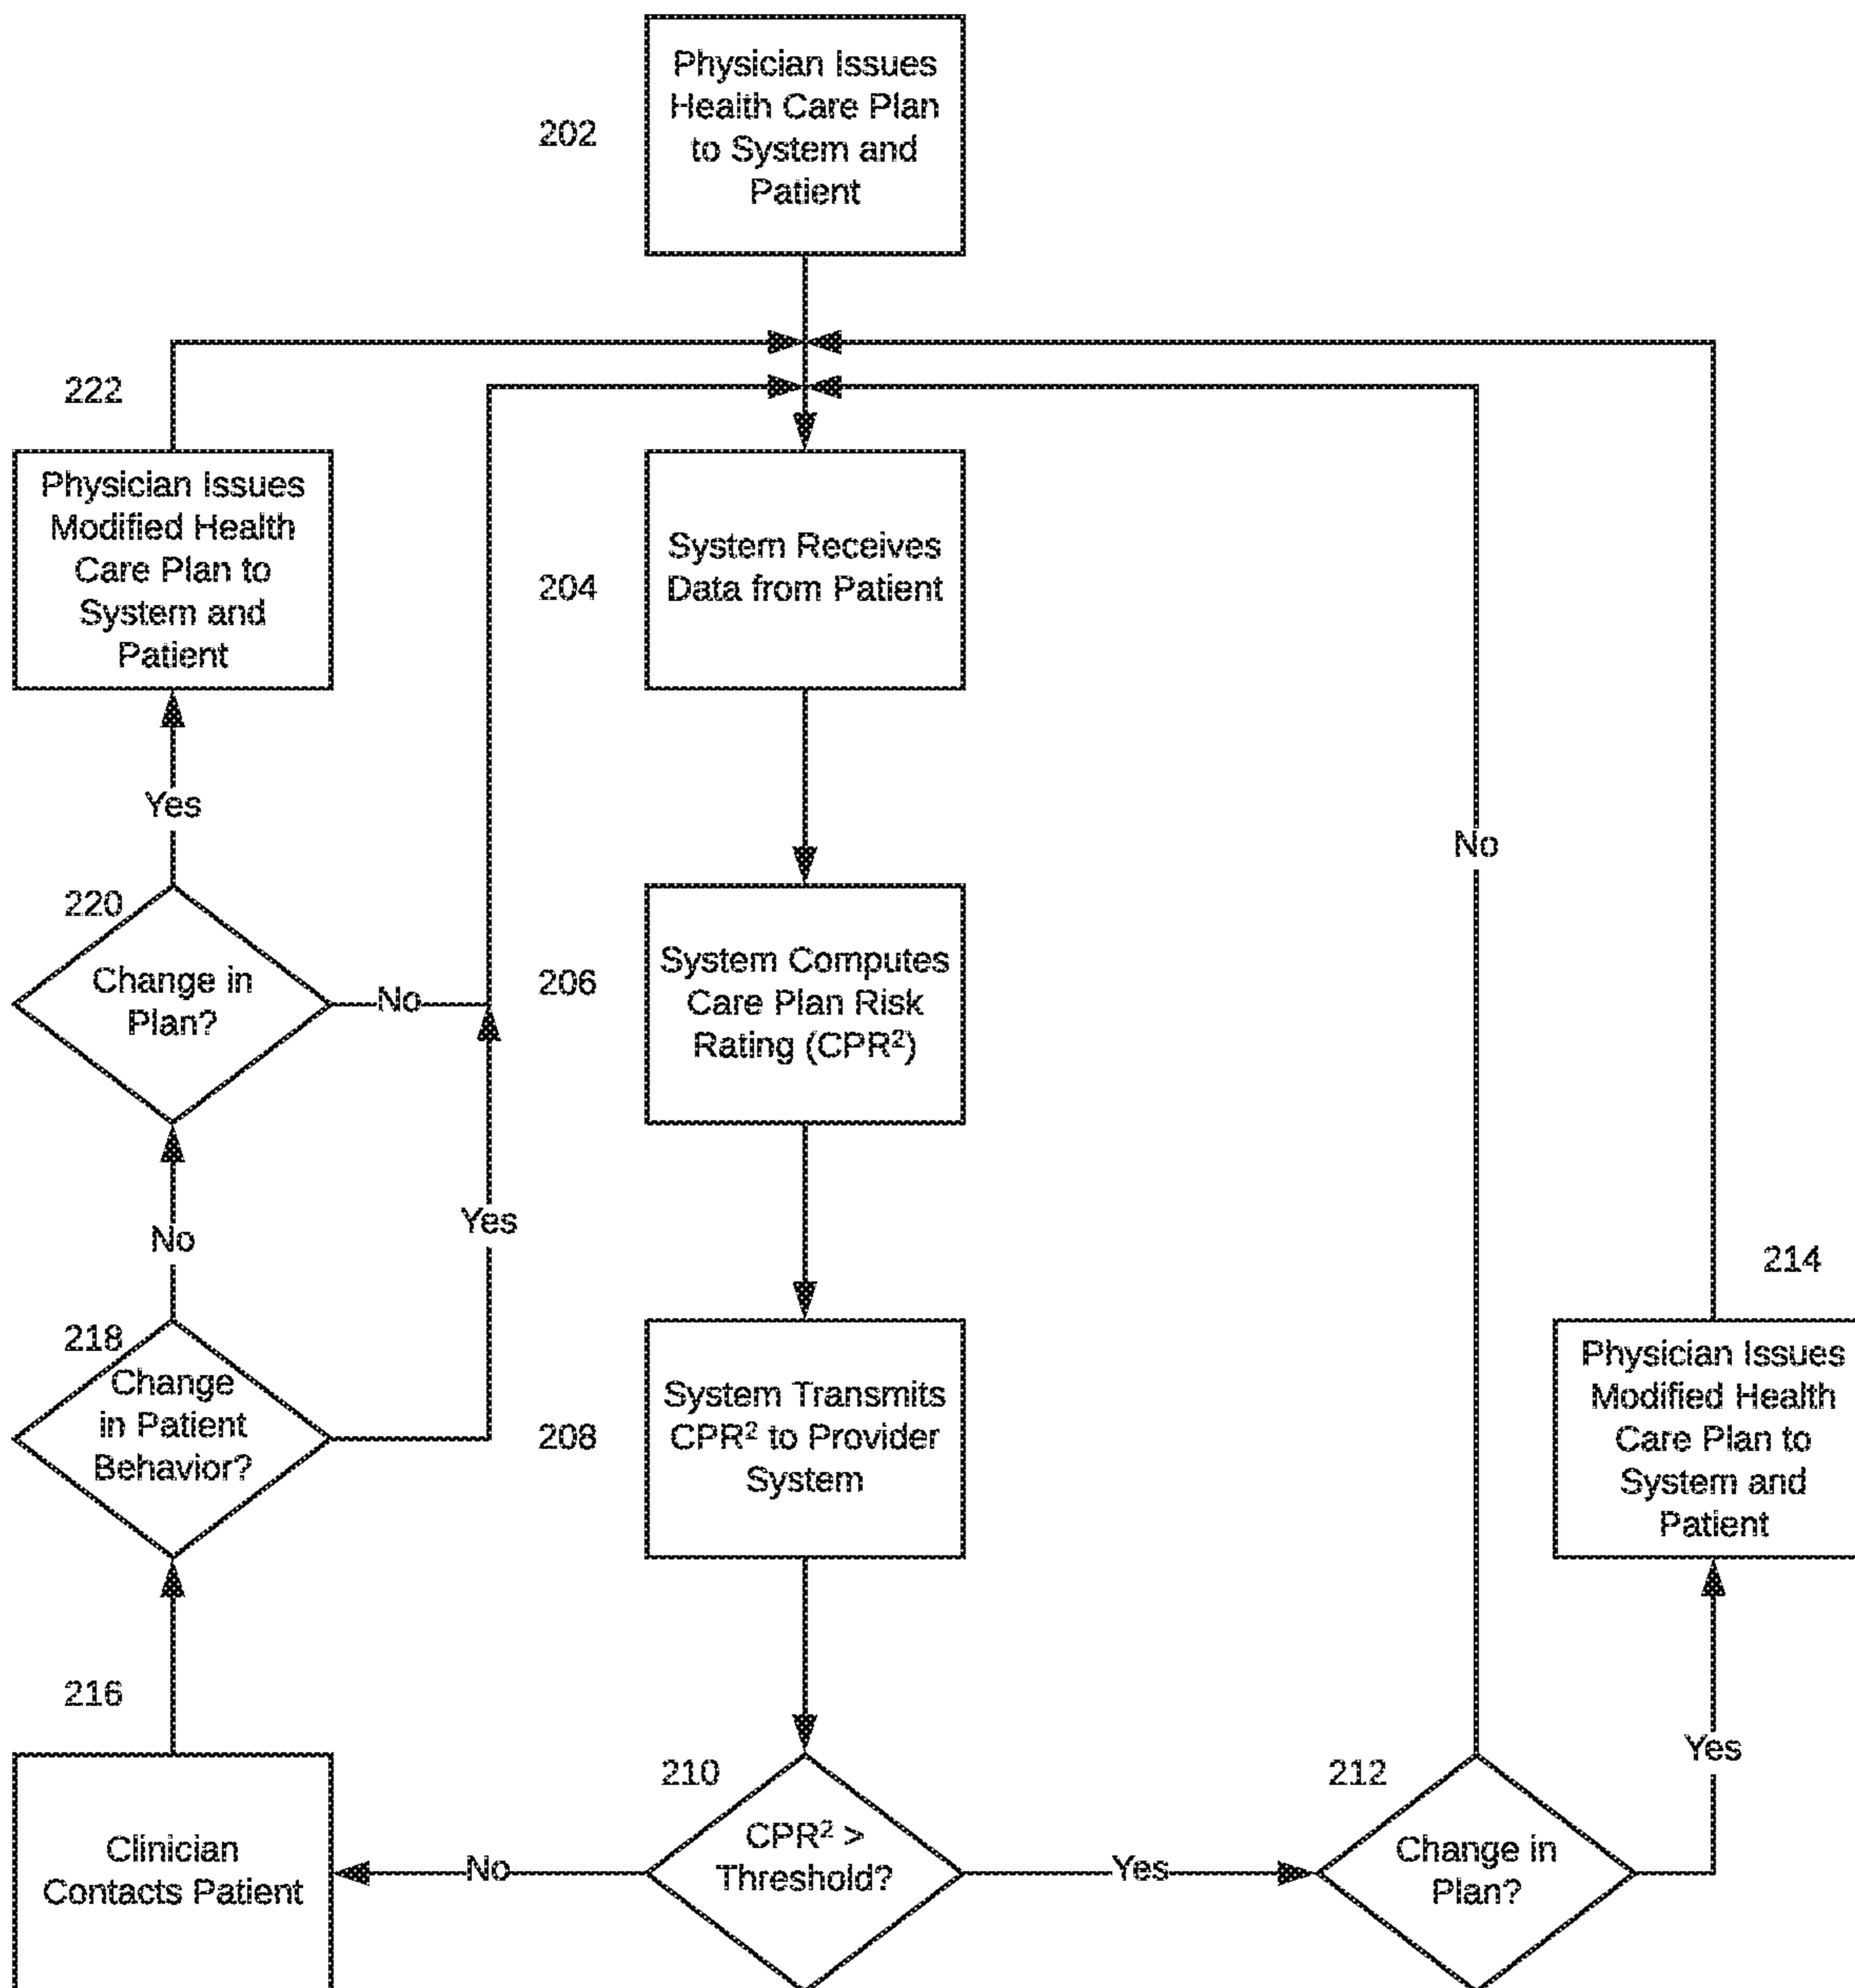 202
Physician Issues
Health Care Plan
to System and
Patient
222
Physician Issues
Modified Health
Care Plan to
System and
Patient
204
System Receives
Data from Patient
Yes
No
220
Change in
Plan?
No
206
System Computes
Care Plan Risk
Rating (CPR²)
No
Yes
214
218
Change
in Patient
Behavior?
208
System Transmits
CPR² to Provider
System
Physician Issues
Modified Health
Care Plan to
System and
Patient
216
Clinician
Contacts Patient
No
210
CPR² >
Threshold?
Yes
212
Change in
Plan?
Yes